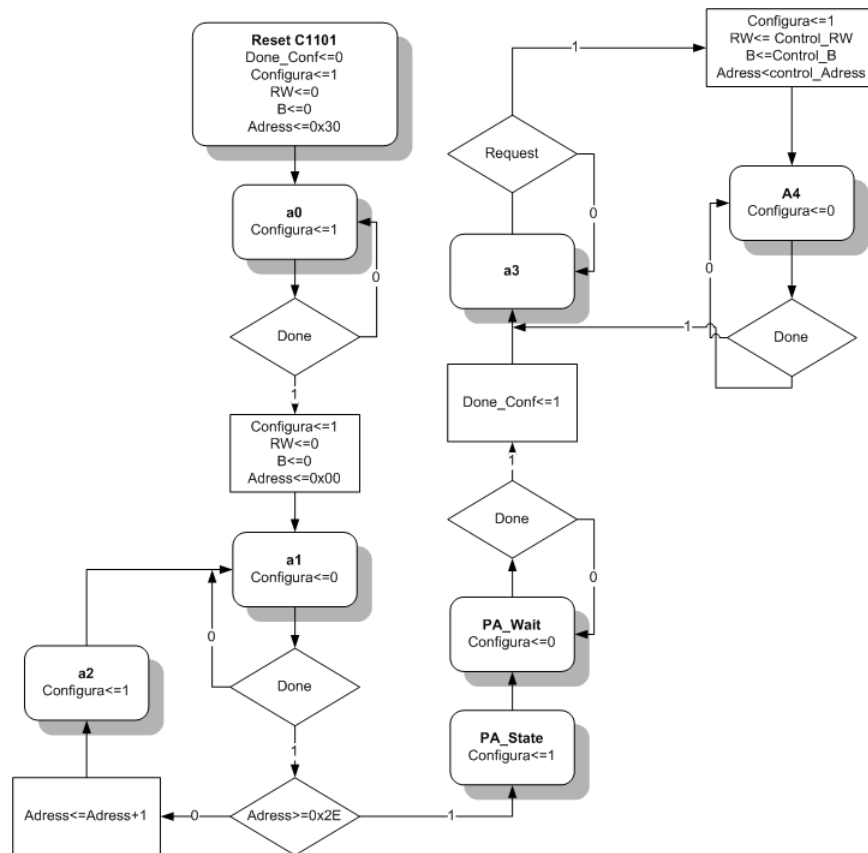 Reset C1101
Done_Conf<=0
Configura<=1
RW<=0
B<=0
Adress<=0x30
a0
Configura<=1
0
Done
1
Configura<=1
RW<=0
B<=0
Adress<=0x00
a1
Configura<=0
0
Done
1
a2
Configura<=1
Adress<=Adress+1
0
Adress>=0x2E
1
PA_State
Configura<=1
PA_Wait
Configura<=0
0
Done
1
Done_Conf<=1
a3
0
Request
1
Configura<=1
RW<= Control_RW
B<=Control_B
Adress<control_Adress
A4
Configura<=0
0
Done
1